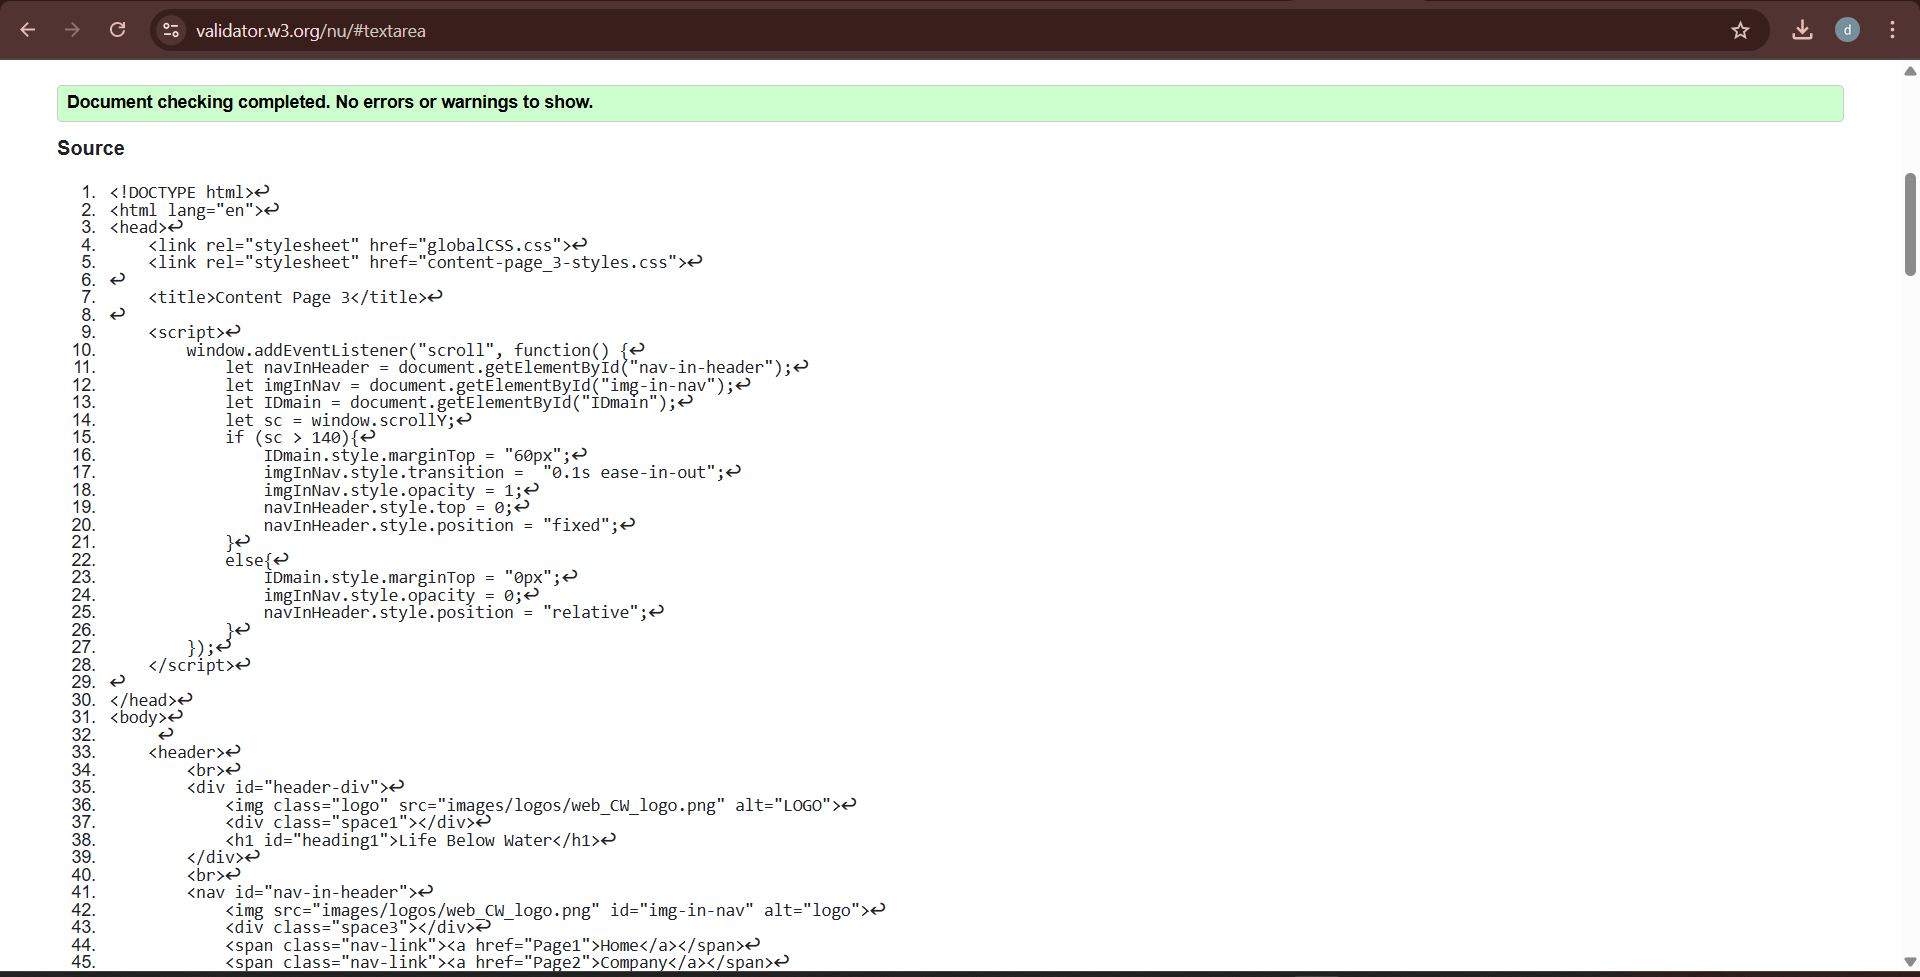 validator.w3.org/nu/#textarea
d
Document checking completed. No errors or warnings to show.
Source
1. <!DOCTYPE html>↩
2. <html lang="en">↩
3. <head>↩
4.     <link rel="stylesheet" href="globalCSS.css">↩
5.     <link rel="stylesheet" href="content-page_3-styles.css">↩
6. ↩
7.     <title>Content Page 3</title>↩
8. ↩
9.     <script>↩
10.         window.addEventListener("scroll", function() {↩
11.             let navInHeader = document.getElementById("nav-in-header");↩
12.             let imgInNav = document.getElementById("img-in-nav");↩
13.             let IDmain = document.getElementById("IDmain");↩
14.             let sc = window.scrollY;↩
15.             if (sc > 140){↩
16.                 IDmain.style.marginTop = "60px";↩
17.                 imgInNav.style.transition =  "0.1s ease-in-out";↩
18.                 imgInNav.style.opacity = 1;↩
19.                 navInHeader.style.top = 0;↩
20.                 navInHeader.style.position = "fixed";↩
21.             }↩
22.             else{↩
23.                 IDmain.style.marginTop = "0px";↩
24.                 imgInNav.style.opacity = 0;↩
25.                 navInHeader.style.position = "relative";↩
26.             }↩
27.         });↩
28.     </script>↩
29. ↩
30. </head>↩
31. <body>↩
32.      ↩
33.     <header>↩
34.         <br>↩
35.         <div id="header-div">↩
36.             <img class="logo" src="images/logos/web_CW_logo.png" alt="LOGO">↩
37.             <div class="space1"></div>↩
38.             <h1 id="heading1">Life Below Water</h1>↩
39.         </div>↩
40.         <br>↩
41.         <nav id="nav-in-header">↩
42.             <img src="images/logos/web_CW_logo.png" id="img-in-nav" alt="logo">↩
43.             <div class="space3"></div>↩
44.             <span class="nav-link"><a href="Page1">Home</a></span>↩
45.             <span class="nav-link"><a href="Page2">Company</a></span>↩